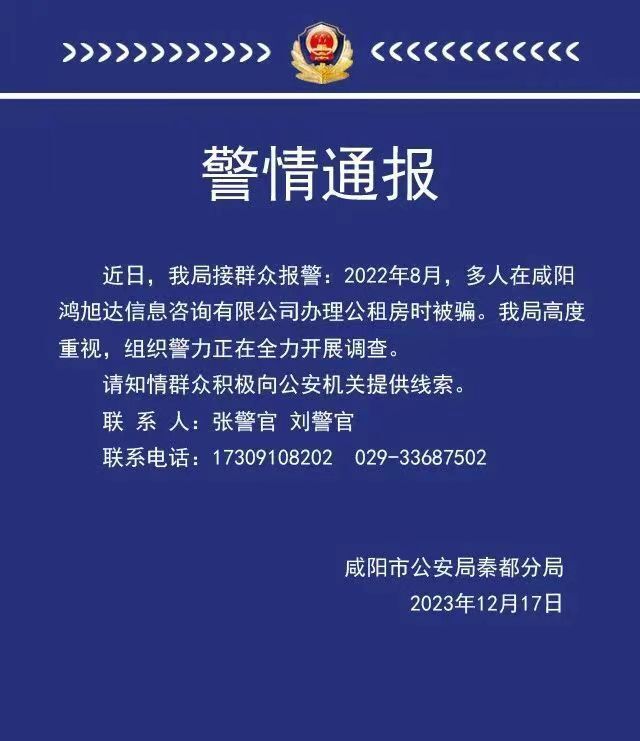 警情通报
近日，我局接群众报警：2022年8月，多人在咸阳
鸿旭达信息咨询有限公司办理公租房时被骗。我局高度
重视，组织警力正在全力开展调查。
请知情群众积极向公安机关提供线索。
联 系 人：张警官 刘警官
联系电话：17309108202 029-33687502
咸阳市公安局秦都分局
2023年12月17日